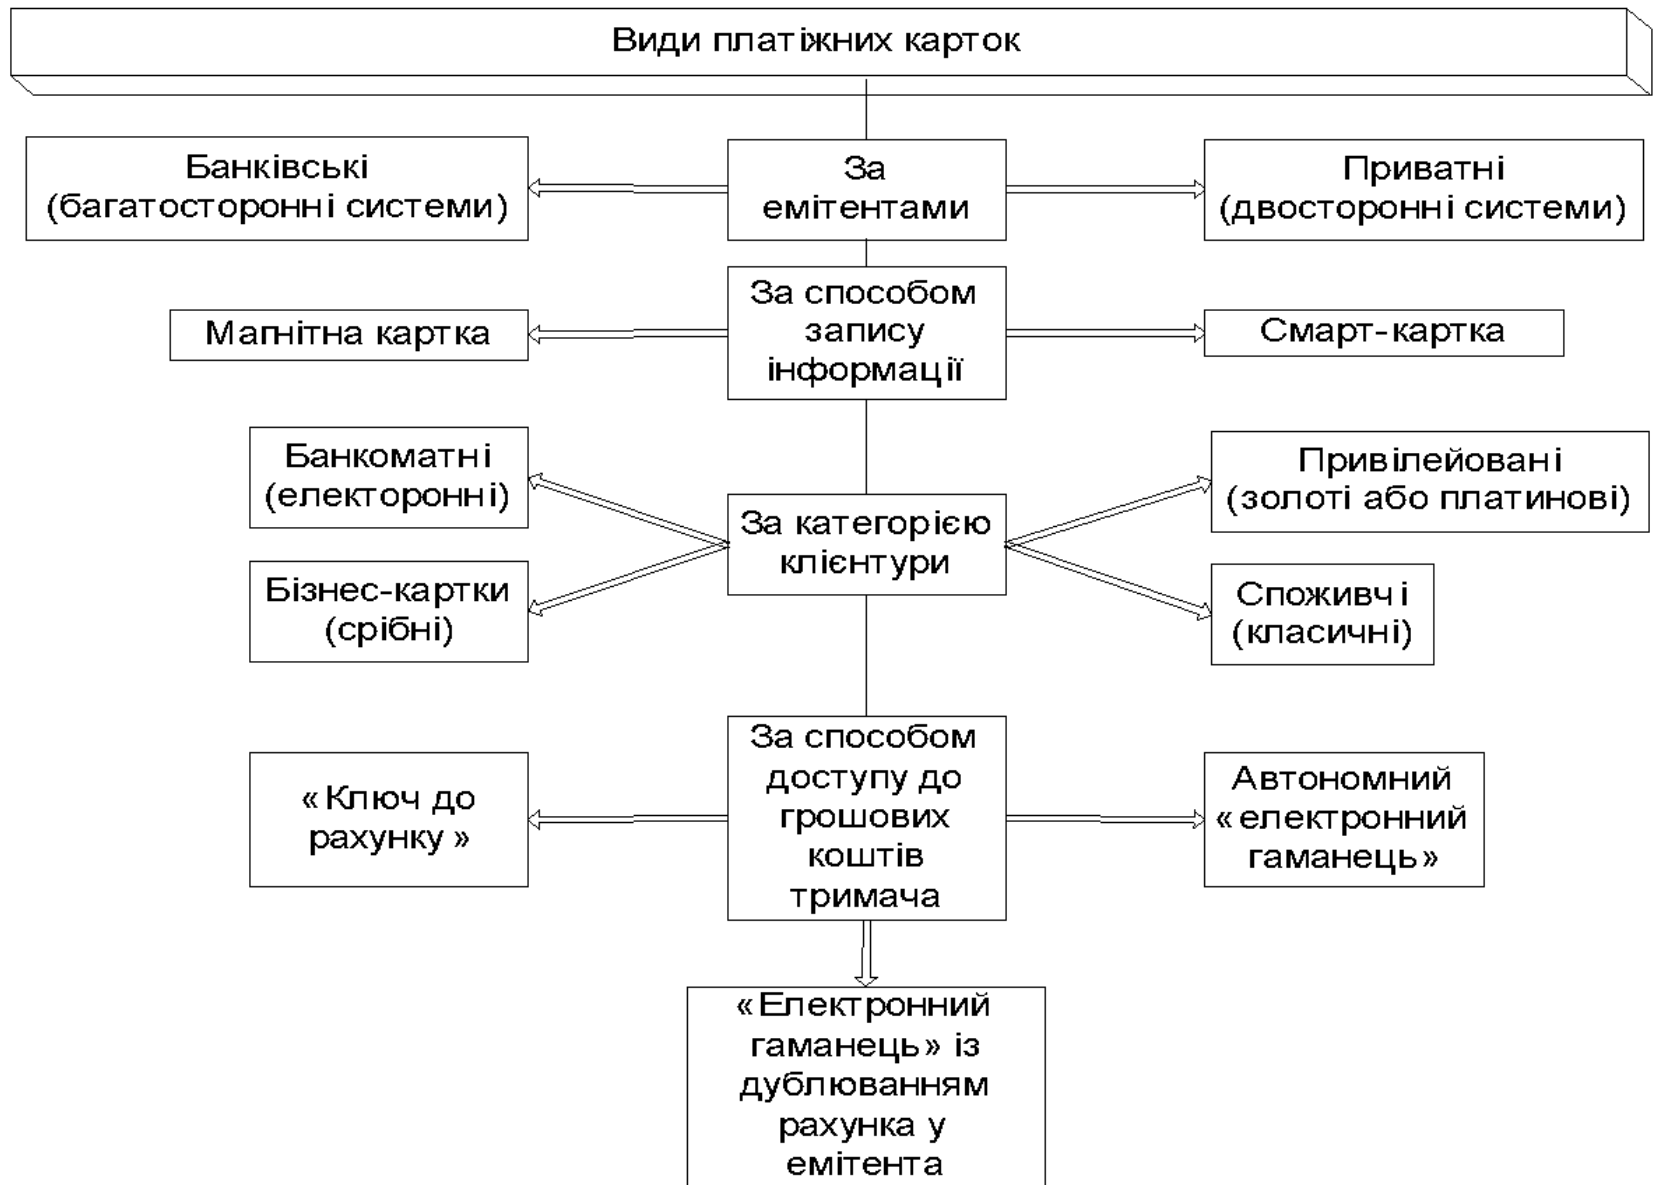 Види платіжних карток
Банківські
(багатосторонні системи)
За
емітентами
Приватні
(двосторонні системи)
Магнітна картка
За способом
запису
інформації
Смарт-картка
Банкоматні
(електоронні)
Бізнес-картки
(срібні)
За категорією
клієнтури
Привілейовані
(золоті або платинові)
Споживчі
(класичні)
«Ключ до
рахунку»
За способом
доступу до
грошових
коштів
тримача
Автономний
«електронний
гаманець»
«Електронний
гаманець» із
дублюванням
рахунка у
емітента